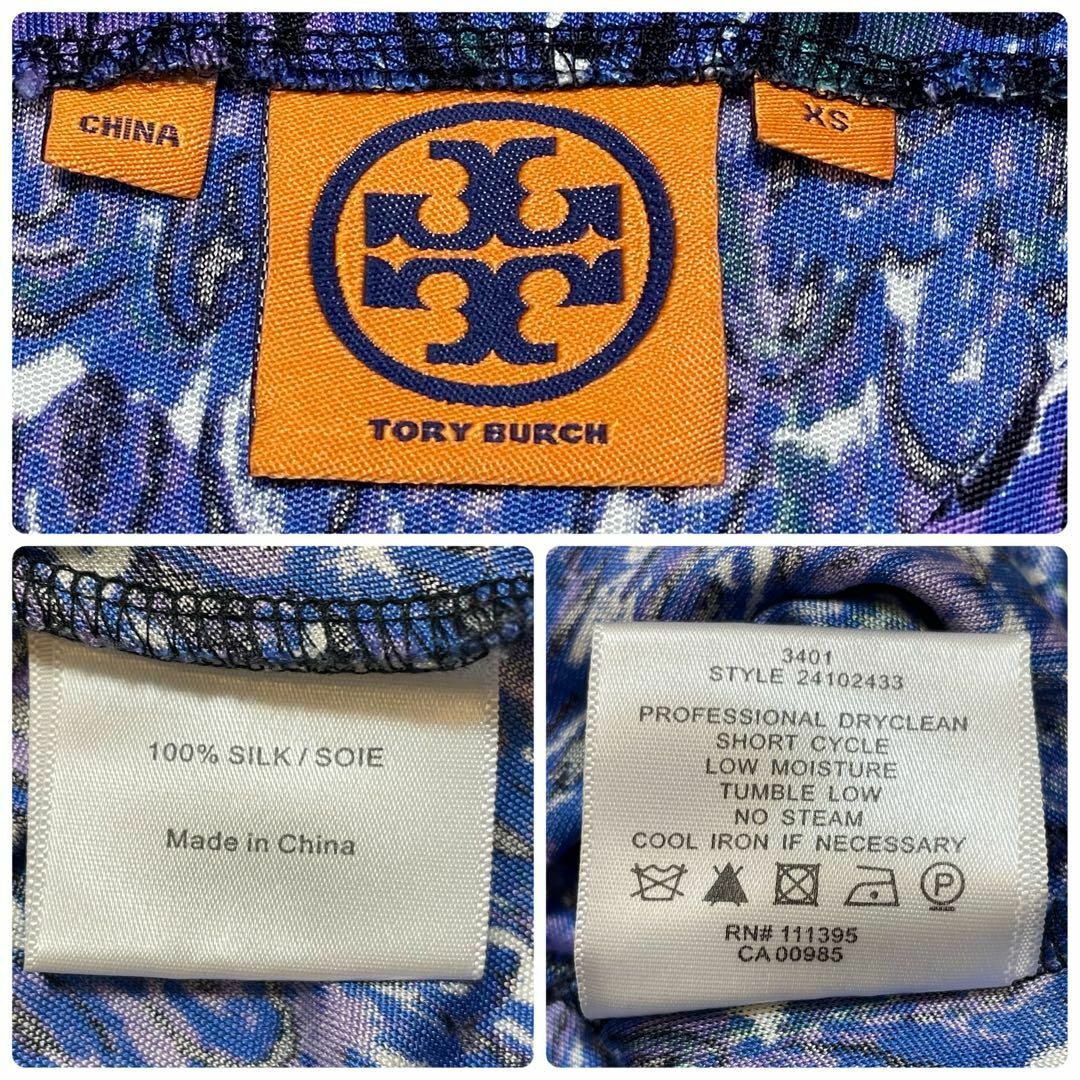 CHINA
XS
TORY BURCH
100% SILK / SOIE
Made in China
3401
STYLE 24102433
PROFESSIONAL DRYCLEAN
SHORT CYCLE
LOW MOISTURE
TUMBLE LOW
NO STEAM
COOL IRON IF NECESSARY
P
RN# 111395
CA 00985